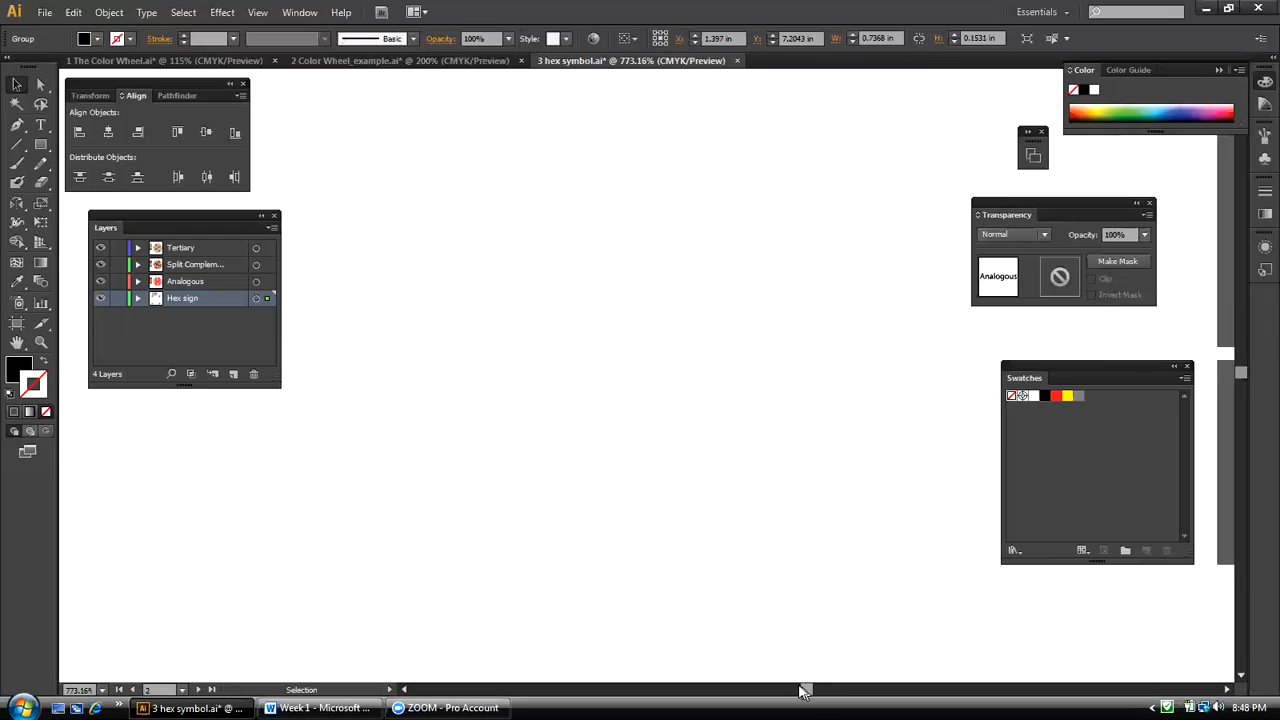 Ai File Edit Object Type Select Effect View Window Help Br Essentials
Group Stroke: Basic Opacity: 100% Style: X: 1.397 in Y: 7.2043 in W: 0.7368 in H: 0.1531 in
1 The Color Wheel.ai* @ 115% (CMYK/Preview) × 2 Color Wheel_example.ai* @ 200% (CMYK/Preview) × 3 hex symbol.ai* @ 773.16% (CMYK/Preview) ×
Color Color Guide
Transform Align Pathfinder
Align Objects:
Distribute Objects:
Layers
Tertiary
Split Complem...
Analogous
Hex sign
4 Layers
Transparency
Normal Opacity: 100%
Analogous Make Mask
Clip
Invert Mask
Swatches
773.16% 2 Selection
3 hex symbol.ai* @ ... Week 1 - Microsoft ... ZOOM - Pro Account 8:48 PM